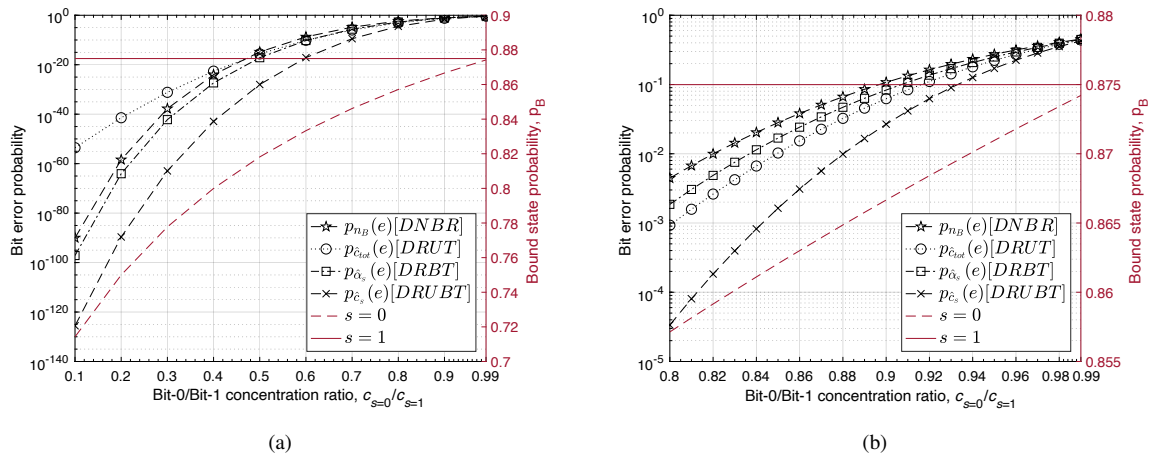 10^0
10^-20
10^-40
10^-60
10^-80
10^-100
10^-120
10^-140
Bit error probability
0.9
0.88
0.86
0.84
0.82
0.8
0.78
0.76
0.74
0.72
0.7
Bound state probability, p_B
p_{n_B}(e)[DNBR]
p_{ĉ_{tot}}(e)[DRUT]
p_{α̂_s}(e)[DRBT]
p_{ĉ_s}(e)[DRUBT]
s = 0
s = 1
0.1 0.2 0.3 0.4 0.5 0.6 0.7 0.8 0.9 0.99
Bit-0/Bit-1 concentration ratio, c_{s=0}/c_{s=1}
(a)
10^0
10^-1
10^-2
10^-3
10^-4
10^-5
Bit error probability
0.88
0.875
0.87
0.865
0.86
0.855
Bound state probability, p_B
p_{n_B}(e)[DNBR]
p_{ĉ_{tot}}(e)[DRUT]
p_{α̂_s}(e)[DRBT]
p_{ĉ_s}(e)[DRUBT]
s = 0
s = 1
0.8 0.82 0.84 0.86 0.88 0.9 0.92 0.94 0.96 0.98 0.99
Bit-0/Bit-1 concentration ratio, c_{s=0}/c_{s=1}
(b)